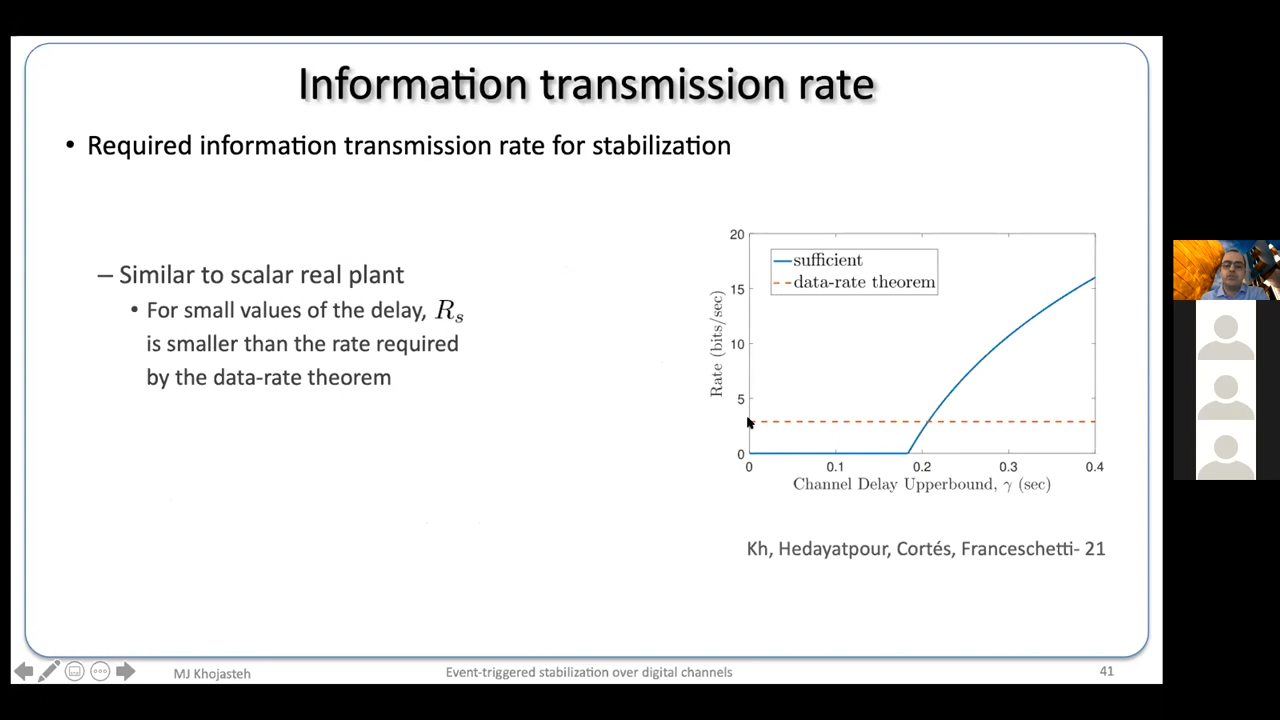 Information transmission rate
• Required information transmission rate for stabilization
– Similar to scalar real plant
• For small values of the delay, Rs
is smaller than the rate required
by the data-rate theorem
sufficient
data-rate theorem
Rate (bits/sec)
20
15
10
5
0
0 0.1 0.2 0.3 0.4
Channel Delay Upperbound, γ (sec)
Kh, Hedayatpour, Cortés, Franceschetti- 21
MJ Khojasteh
Event-triggered stabilization over digital channels
41